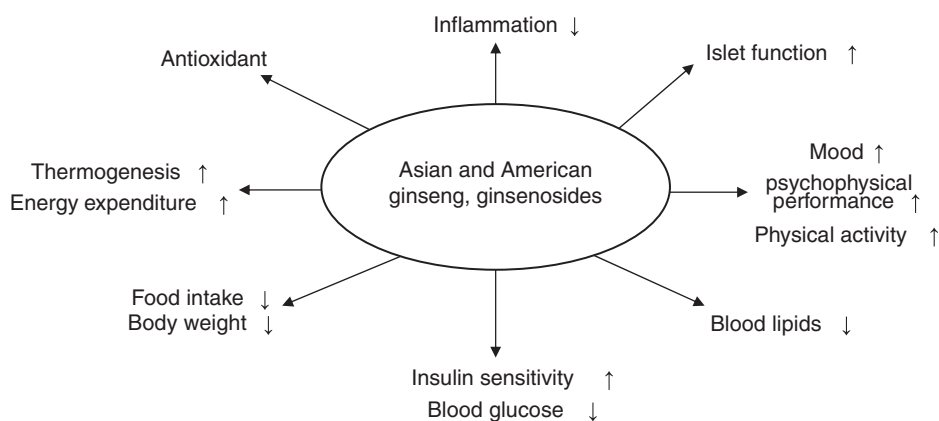 Inflammation ↓
Antioxidant
Islet function ↑
Asian and American
ginseng, ginsenosides
Thermogenesis ↑
Energy expenditure ↑
Mood ↑
psychophysical
performance ↑
Physical activity ↑
Food intake ↓
Body weight ↓
Blood lipids ↓
Insulin sensitivity ↑
Blood glucose ↓